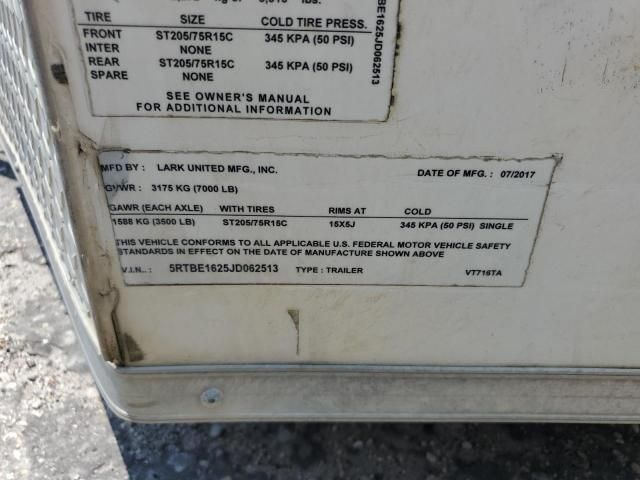 TIRE SIZE COLD TIRE PRESS.
FRONT ST205/75R15C 345 KPA (50 PSI)
INTER NONE
REAR ST205/75R15C 345 KPA (50 PSI)
SPARE NONE
SEE OWNER'S MANUAL
FOR ADDITIONAL INFORMATION
BE1625JD062513
MFD BY : LARK UNITED MFG., INC. DATE OF MFG. : 07/2017
GVWR : 3175 KG (7000 LB)
GAWR (EACH AXLE) WITH TIRES RIMS AT COLD
1588 KG (3500 LB) ST205/75R15C 15X5J 345 KPA (50 PSI) SINGLE
THIS VEHICLE CONFORMS TO ALL APPLICABLE U.S. FEDERAL MOTOR VEHICLE SAFETY
STANDARDS IN EFFECT ON THE DATE OF MANUFACTURE SHOWN ABOVE
V.I.N.. : 5RTBE1625JD062513 TYPE : TRAILER VT716TA